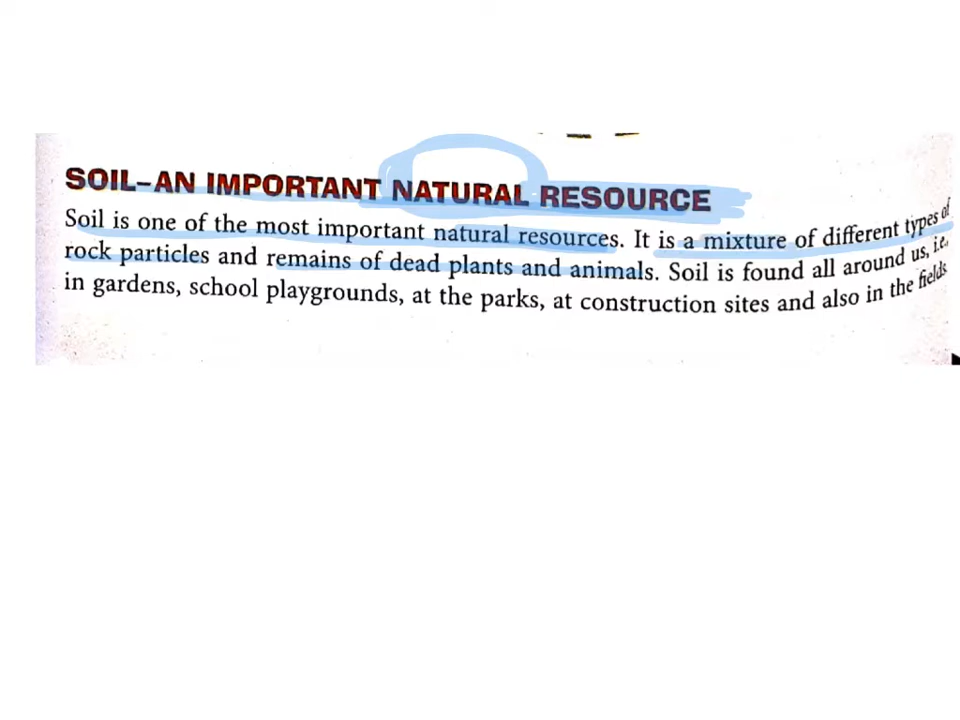 SOIL–AN IMPORTANT NATURAL RESOURCE
Soil is one of the most important natural resources. It is a mixture of different types of
rock particles and remains of dead plants and animals. Soil is found all around us, i.e.,
in gardens, school playgrounds, at the parks, at construction sites and also in the fields